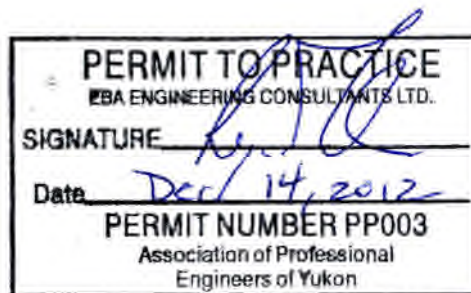 PERMIT TO PRACTICE
EBA ENGINEERING CONSULTANTS LTD.
SIGNATURE
Date Dec/ 14, 2012
PERMIT NUMBER PP003
Association of Professional
Engineers of Yukon